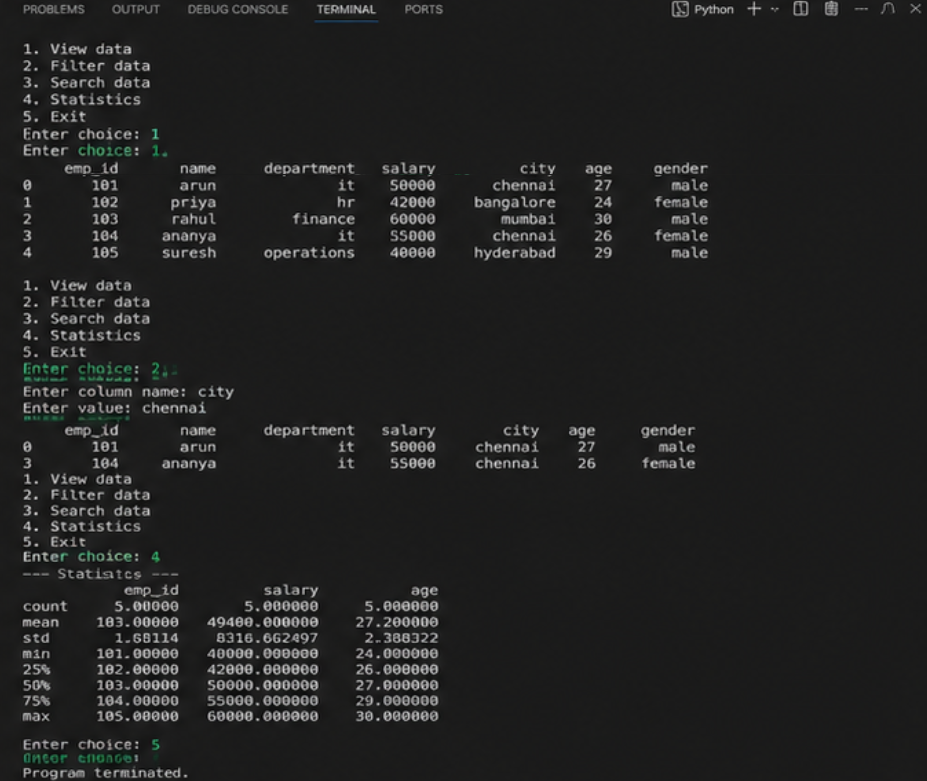 PROBLEMS OUTPUT DEBUG CONSOLE TERMINAL PORTS Python
1. View data
2. Filter data
3. Search data
4. Statistics
5. Exit
Enter choice: 1
Enter choice: 1.
emp_id name department salary city age gender
0 101 arun it 50000 chennai 27 male
1 102 priya hr 42000 bangalore 24 female
2 103 rahul finance 60000 mumbai 30 male
3 104 ananya it 55000 chennai 26 female
4 105 suresh operations 40000 hyderabad 29 male
1. View data
2. Filter data
3. Search data
4. Statistics
5. Exit
Enter choice: 2
Enter column name: city
Enter value: chennai
emp_id name department salary city age gender
0 101 arun it 50000 chennai 27 male
3 104 ananya it 55000 chennai 26 female
1. View data
2. Filter data
3. Search data
4. Statistics
5. Exit
Enter choice: 4
--- ---
emp_id salary age
count 5.00000 5.000000 5.000000
mean 103.00000 49400.000000 27.200000
std 8316.662497 2.388322
min 101.00000 40000.000000 24.000000
25% 102.00000 42000.000000 26.000000
50% 103.00000 50000.000000 27.000000
75% 104.00000 55000.000000 29.000000
max 105.00000 60000.000000 30.000000
Enter choice: 5
Program terminated.